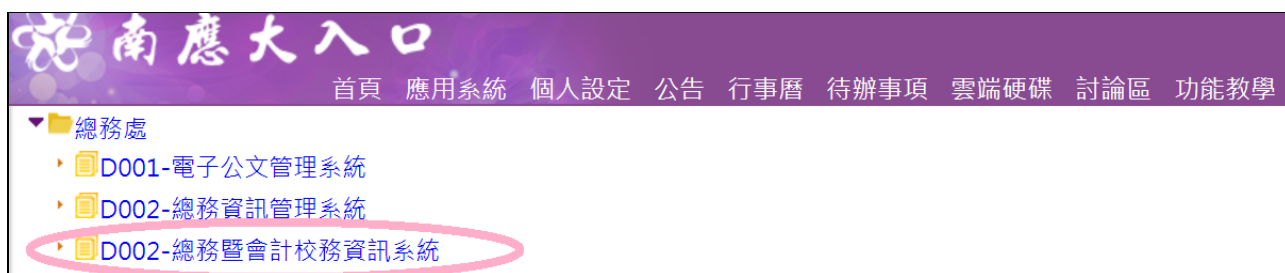 南應大入口
首頁 應用系統 個人設定 公告 行事曆 待辦事項 雲端硬碟 討論區 功能教學
總務處
D001-電子公文管理系統
D002-總務資訊管理系統
D002-總務暨會計校務資訊系統